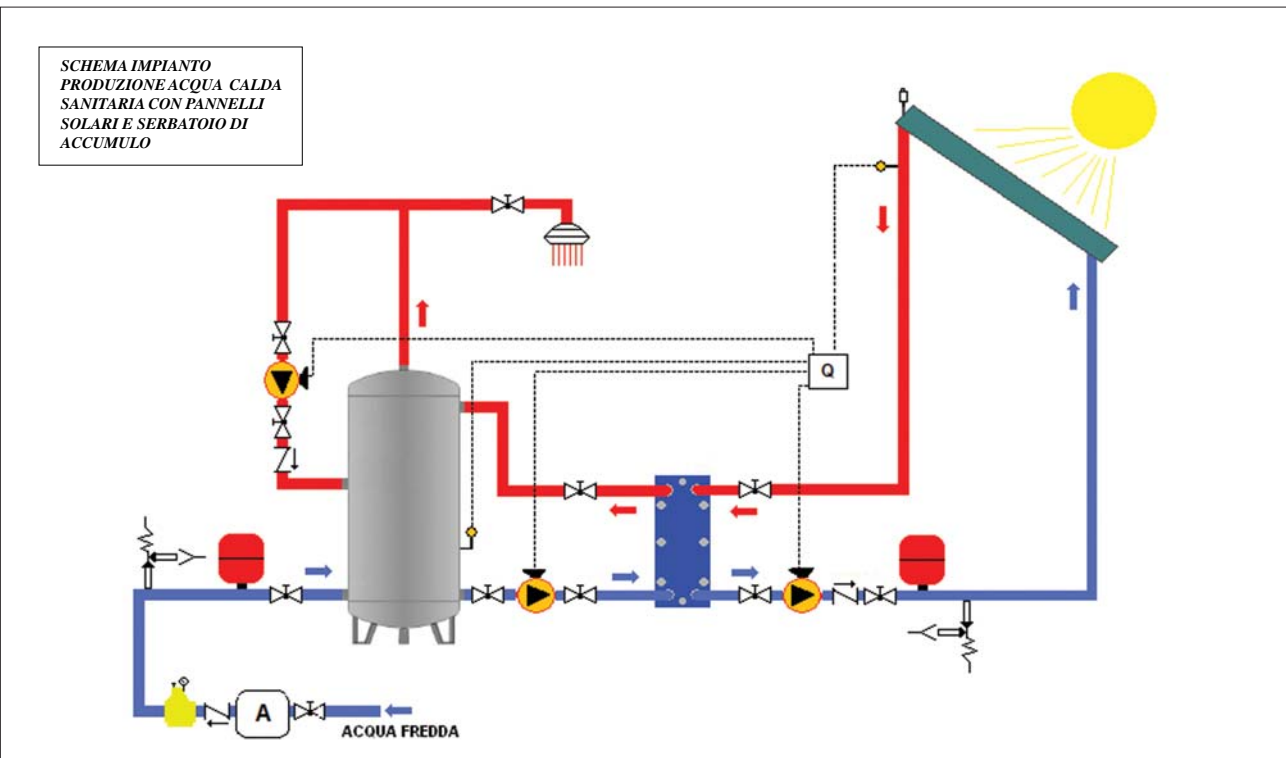 SCHEMA IMPIANTO
PRODUZIONE ACQUA CALDA
SANITARIA CON PANNELLI
SOLARI E SERBATOIO DI
ACCUMULO
Q
A
ACQUA FREDDA